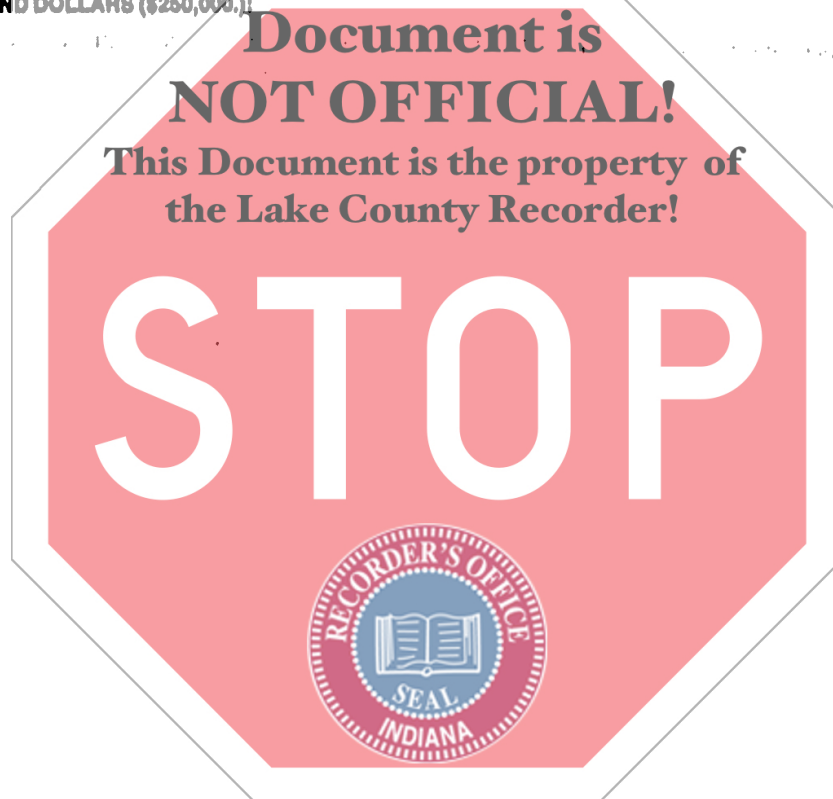 ND DOLLARS ($250,000.)
Document is
NOT OFFICIAL!
This Document is the property of
the Lake County Recorder!
STOP
RECORDER'S OFFICE
SEAL
INDIANA